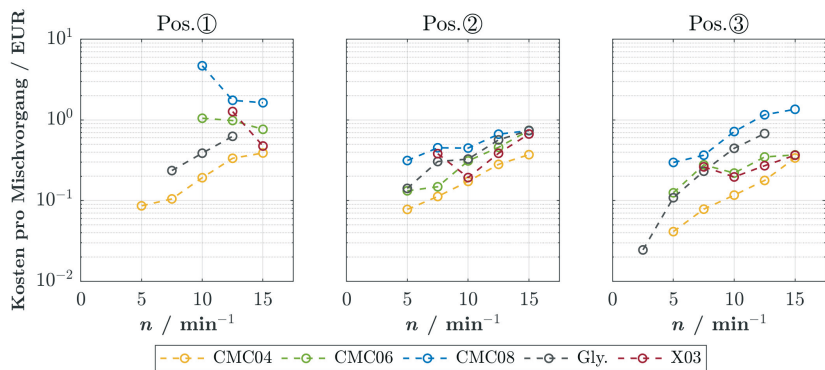 Pos.① Pos.② Pos.③
Kosten pro Mischvorgang / EUR
10¹
10⁰
10⁻¹
10⁻²
0 5 10 15 0 5 10 15 0 5 10 15
n / min⁻¹ n / min⁻¹ n / min⁻¹
CMC04 CMC06 CMC08 Gly. X03